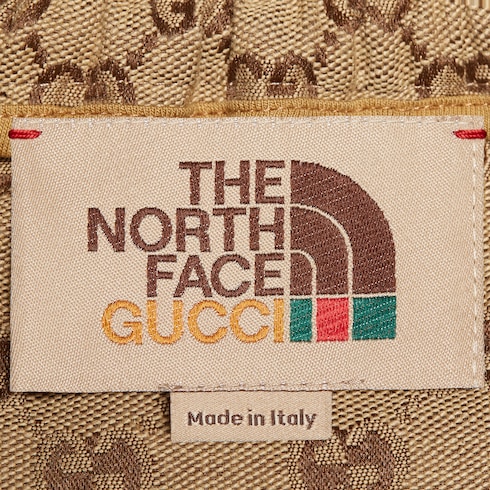 THE
NORTH
FACE
GUCCI
Made in Italy